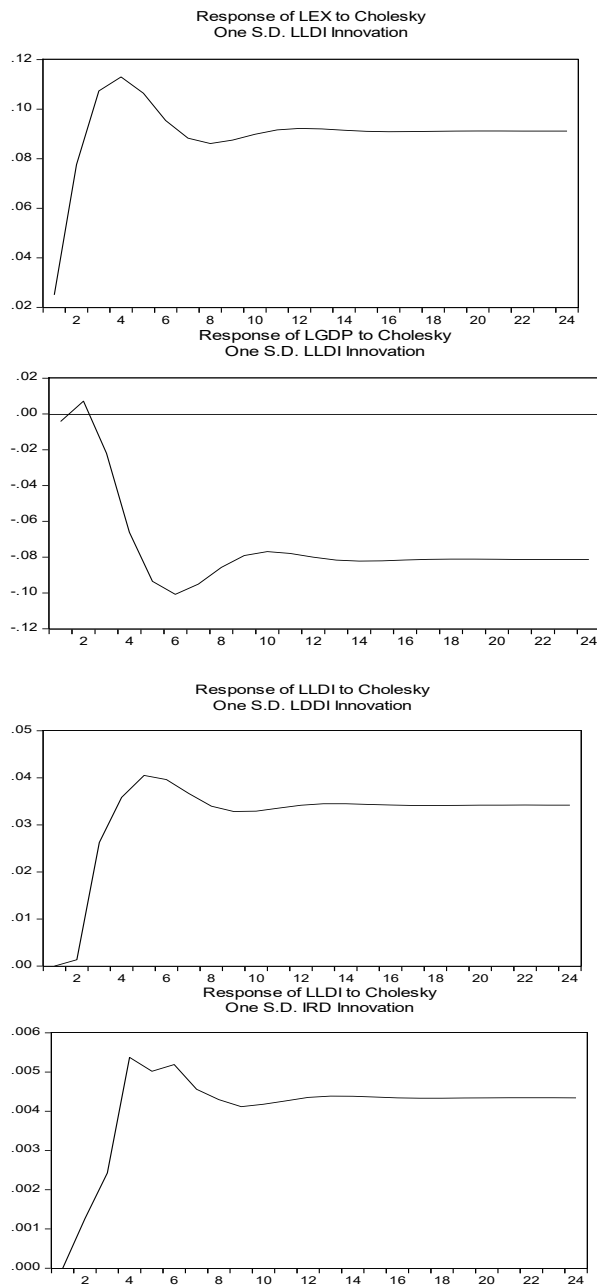 Response of LEX to Cholesky
One S.D. LLDI Innovation
.12
.10
.08
.06
.04
.02
2 4 6 8 10 12 14 16 18 20 22 24
Response of LGDP to Cholesky
One S.D. LLDI Innovation
.02
.00
-.02
-.04
-.06
-.08
-.10
-.12
2 4 6 8 10 12 14 16 18 20 22 24
Response of LLDI to Cholesky
One S.D. LDDI Innovation
.05
.04
.03
.02
.01
.00
2 4 6 8 10 12 14 16 18 20 22 24
Response of LLDI to Cholesky
One S.D. IRD Innovation
.006
.005
.004
.003
.002
.001
.000
2 4 6 8 10 12 14 16 18 20 22 24